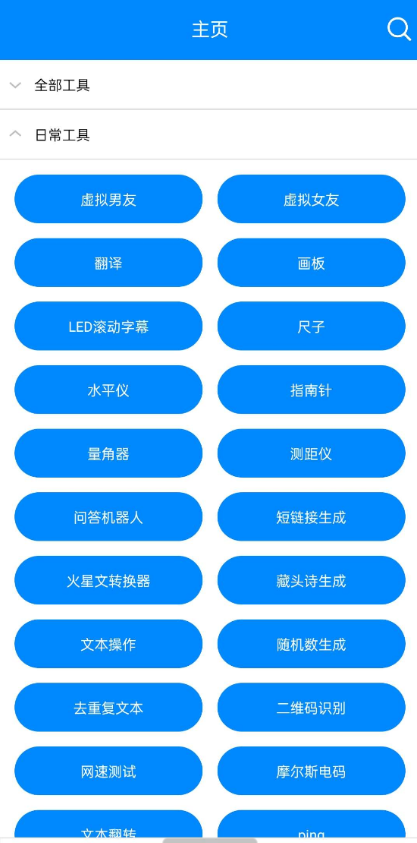 主页
全部工具
日常工具
虚拟男友
虚拟女友
翻译
画板
LED滚动字幕
尺子
水平仪
指南针
量角器
测距仪
问答机器人
短链接生成
火星文转换器
藏头诗生成
文本操作
随机数生成
去重复文本
二维码识别
网速测试
摩尔斯电码
文本翻转
ping